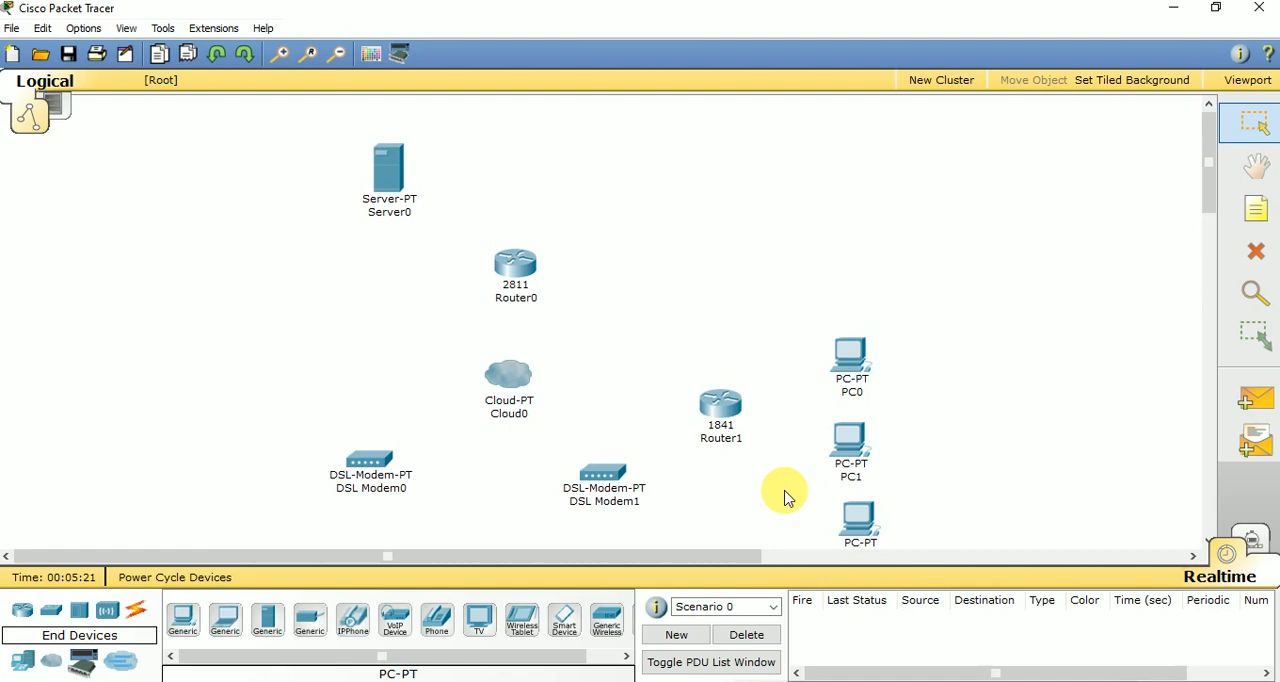 Cisco Packet Tracer
File Edit Options View Tools Extensions Help
Logical [Root] New Cluster Move Object Set Tiled Background Viewport
Server-PT
Server0
2811
Router0
Cloud-PT
Cloud0
PC-PT
PC0
1841
Router1
PC-PT
PC1
DSL-Modem-PT
DSL Modem0
DSL-Modem-PT
DSL Modem1
PC-PT
Time: 00:05:21 Power Cycle Devices Realtime
End Devices
Generic Generic Generic Generic IPPhone VoIP Device Phone TV Wireless Tablet Smart Device Generic Wireless
PC-PT
Scenario 0
New Delete
Toggle PDU List Window
Fire Last Status Source Destination Type Color Time (sec) Periodic Num